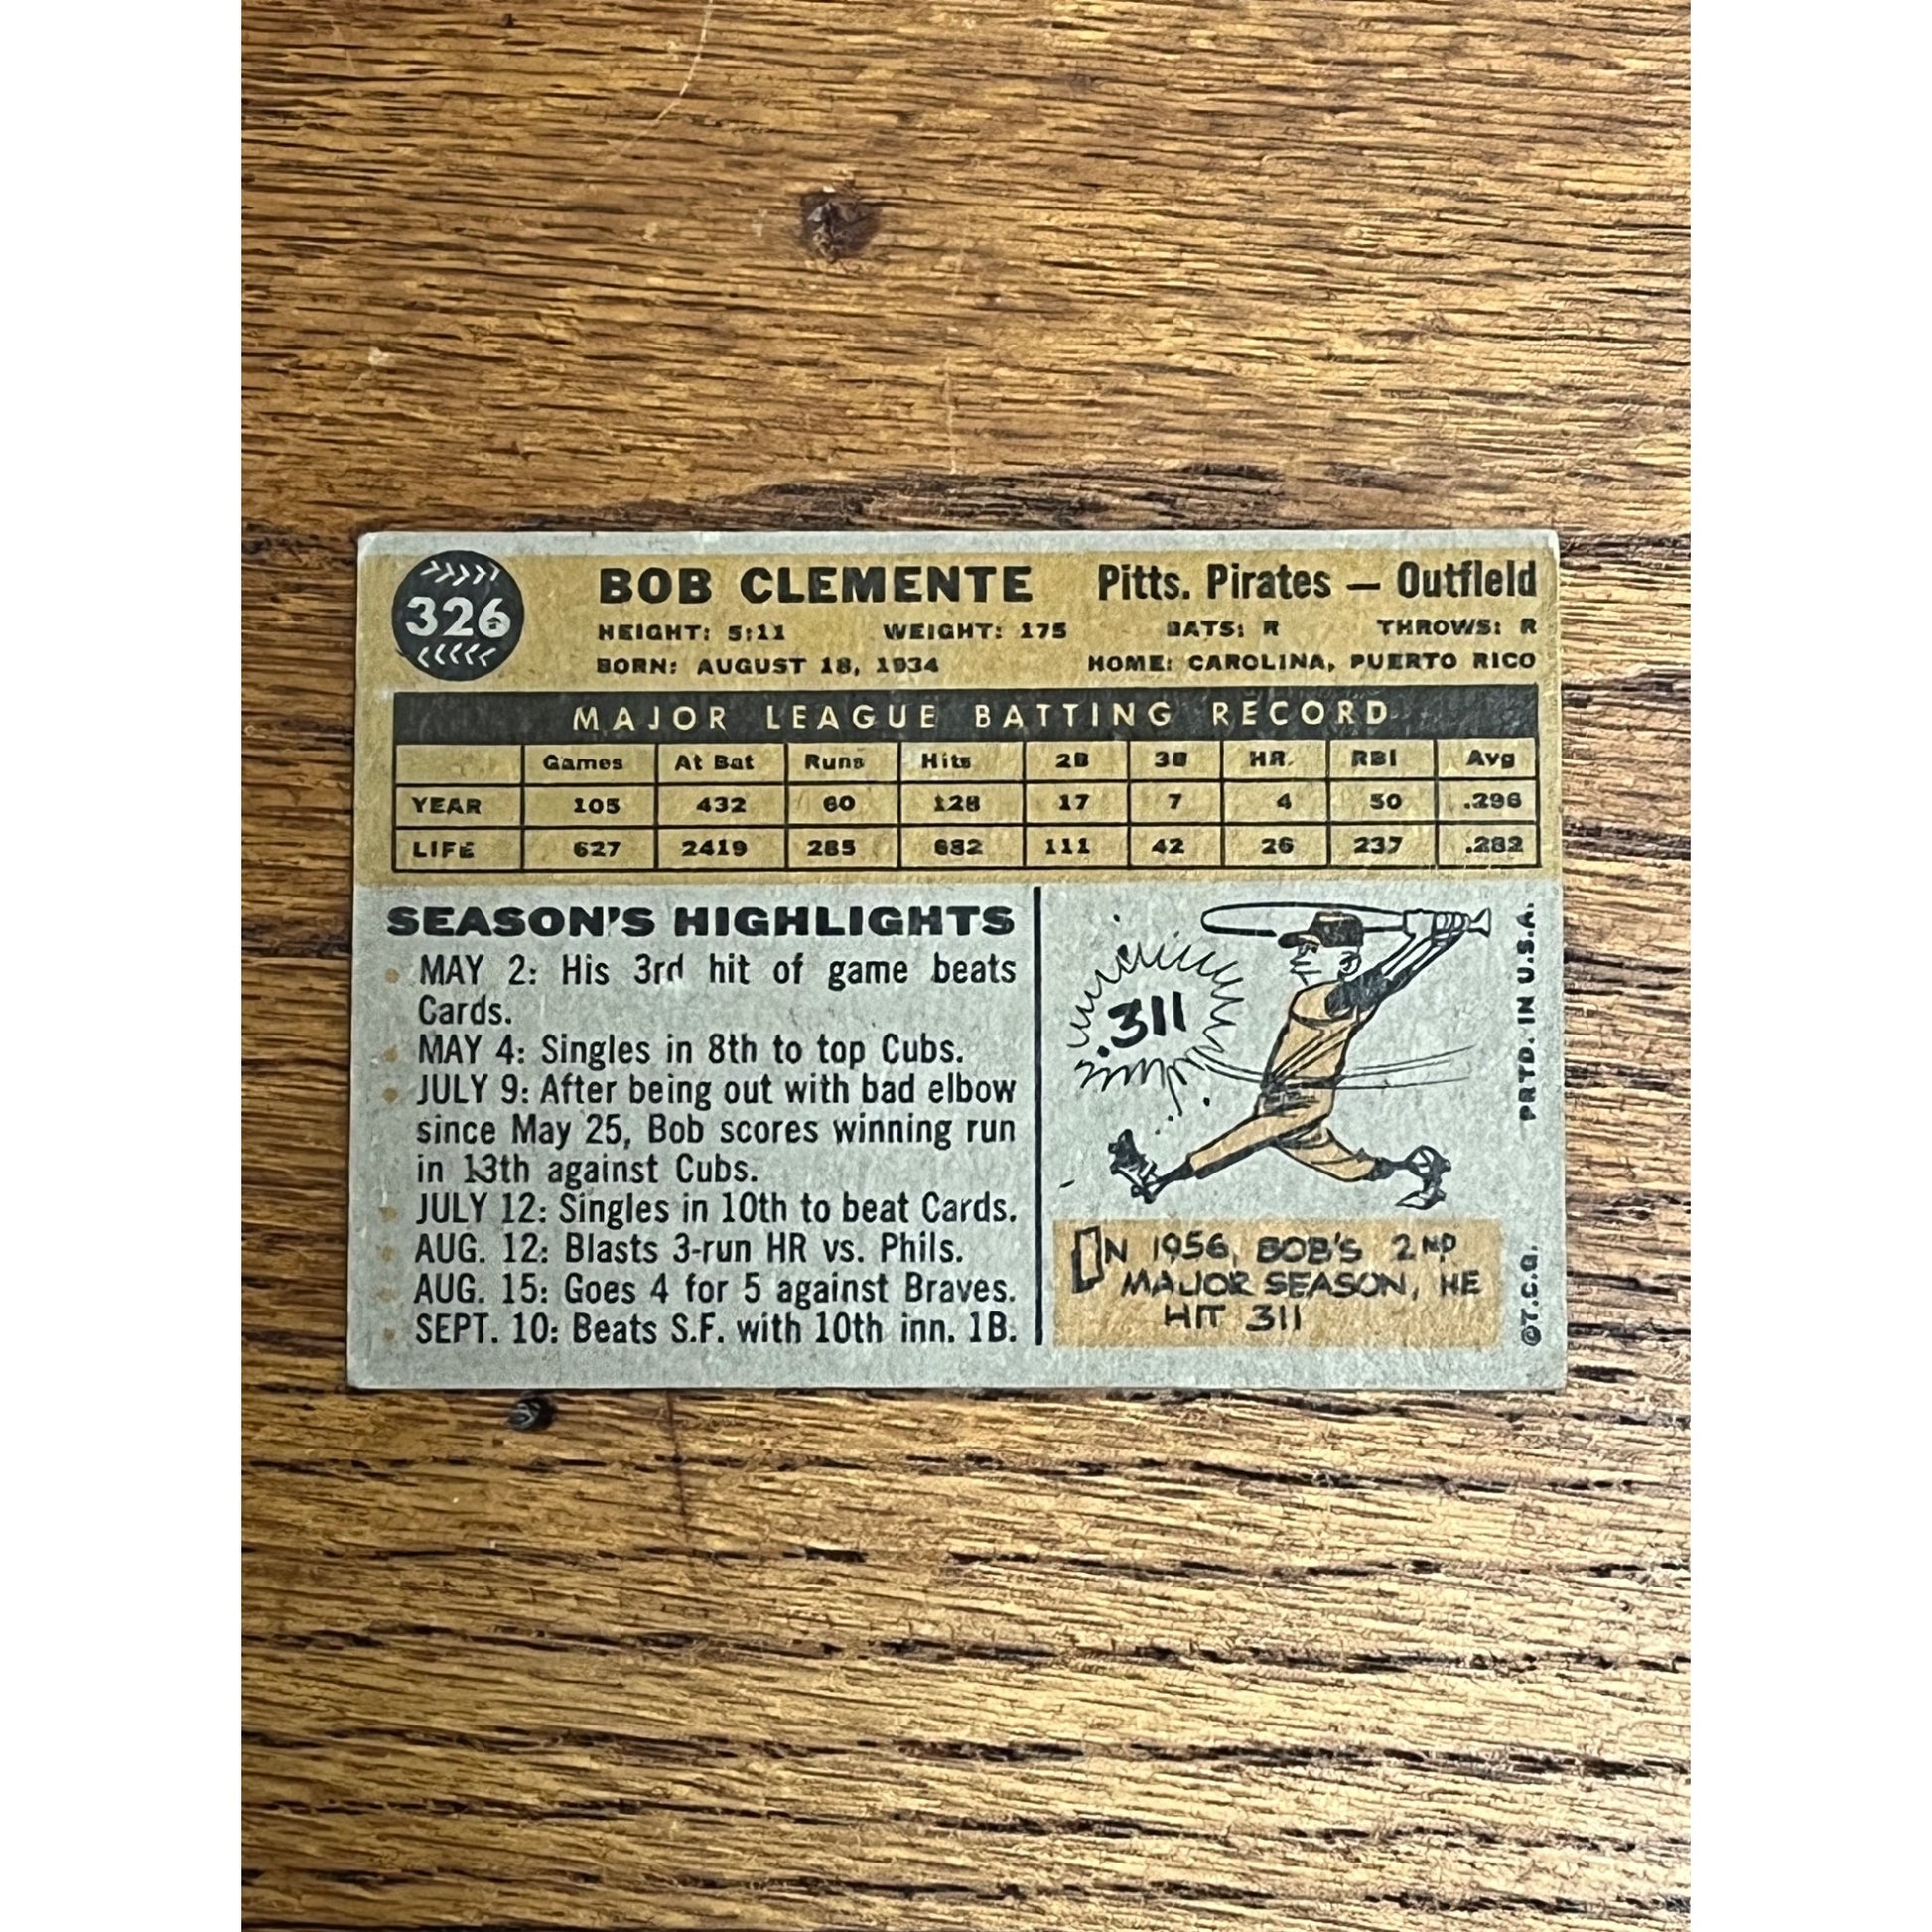 326
BOB CLEMENTE Pitts. Pirates — Outfield
HEIGHT: 5:11 WEIGHT: 175 BATS: R THROWS: R
BORN: AUGUST 18, 1934 HOME: CAROLINA, PUERTO RICO
MAJOR LEAGUE BATTING RECORD
Games At Bat Runs Hits 2B 3B HR. RBI Avg
YEAR 105 432 60 128 17 7 4 50 .296
LIFE 627 2419 285 682 111 42 26 237 .282
SEASON'S HIGHLIGHTS
MAY 2: His 3rd hit of game beats
Cards.
MAY 4: Singles in 8th to top Cubs.
JULY 9: After being out with bad elbow
since May 25, Bob scores winning run
in 13th against Cubs.
JULY 12: Singles in 10th to beat Cards.
AUG. 12: Blasts 3-run HR vs. Phils.
AUG. 15: Goes 4 for 5 against Braves.
SEPT. 10: Beats S.F. with 10th inn. 1B.
.311
IN 1956, BOB'S 2ND
MAJOR SEASON, HE
HIT 311
©T.C.G. PRTD. IN U.S.A.